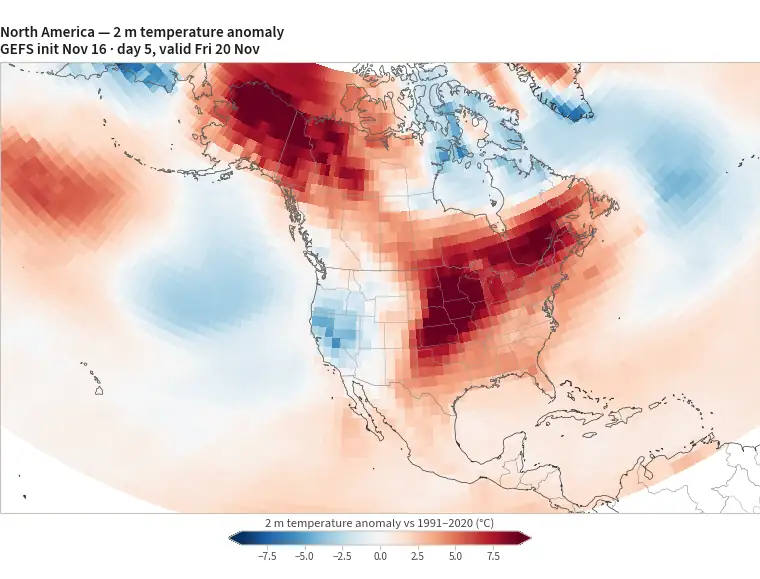 North America — 2 m temperature anomaly
GEFS init Nov 16 · day 5, valid Fri 20 Nov
2 m temperature anomaly vs 1991–2020 (°C)
−7.5 −5.0 −2.5 0.0 2.5 5.0 7.5